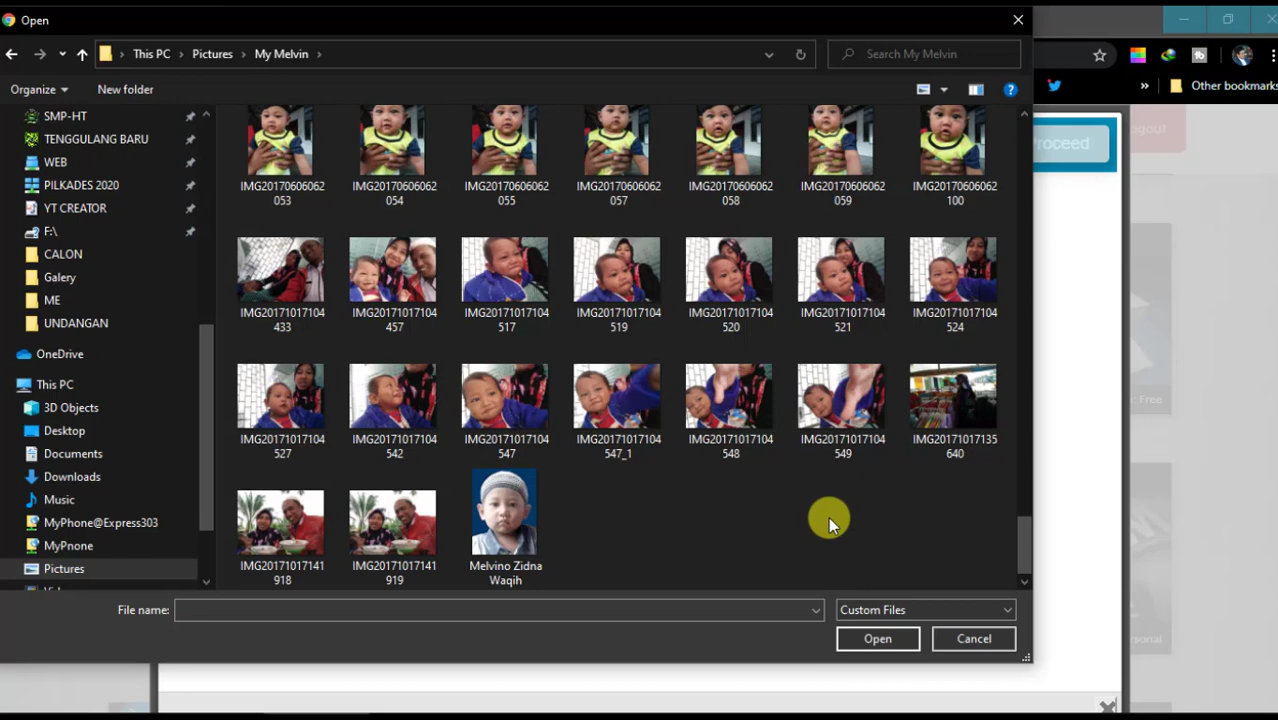 Open
This PC
Pictures
My Melvin
Search My Melvin
Organize
New folder
Other bookmarks
SMP-HT
TENGGULANG BARU
WEB
PILKADES 2020
YT CREATOR
F:\
CALON
Galery
ME
UNDANGAN
OneDrive
This PC
3D Objects
Desktop
Documents
Downloads
Music
MyPhone@Express303
MyPnone
Pictures
IMG20170606062
053
IMG20170606062
054
IMG20170606062
055
IMG20170606062
057
IMG20170606062
058
IMG20170606062
059
IMG20170606062
100
IMG20171017104
433
IMG20171017104
457
IMG20171017104
517
IMG20171017104
519
IMG20171017104
520
IMG20171017104
521
IMG20171017104
524
IMG20171017104
527
IMG20171017104
542
IMG20171017104
547
IMG20171017104
547_1
IMG20171017104
548
IMG20171017104
549
IMG20171017135
640
IMG20171017141
918
IMG20171017141
919
Melvino Zidna
Waqih
File name:
Custom Files
Open
Cancel
roceed
ogout
Free
sonal